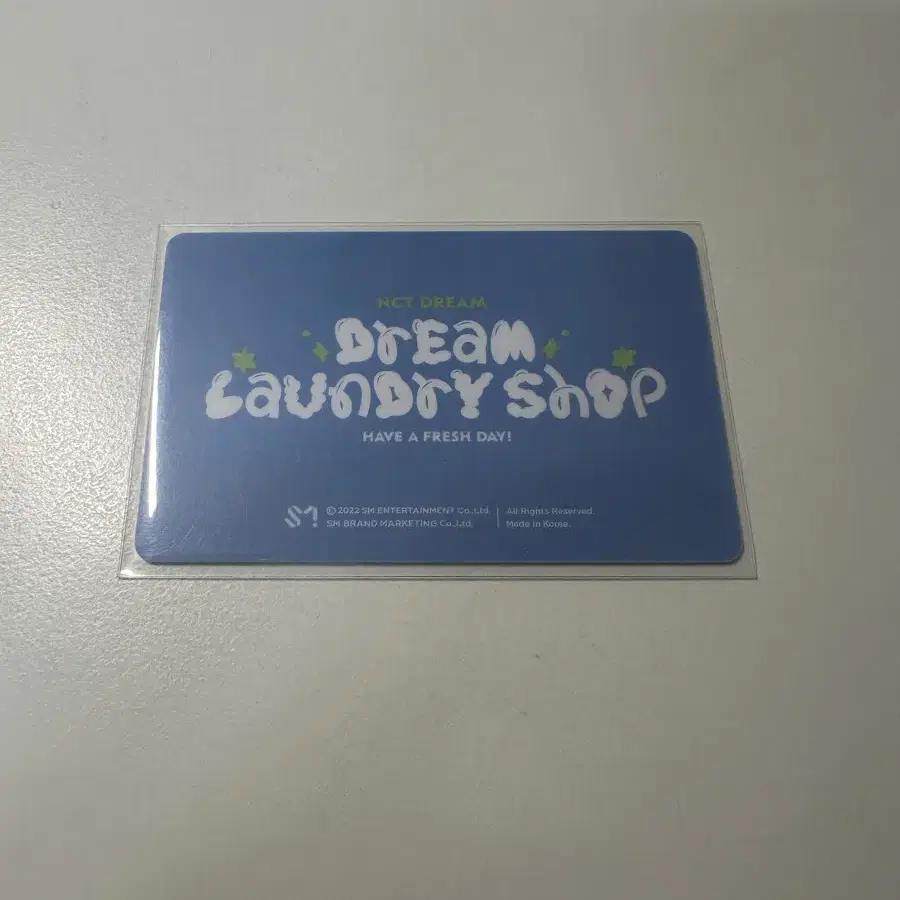 NCT DREAM
DREAM
LAUNDRY SHOP
HAVE A FRESH DAY!
SM
© 2022 SM ENTERTAINMENT Co.,Ltd.
SM BRAND MARKETING Co.,Ltd.
All Rights Reserved.
Made in Korea.